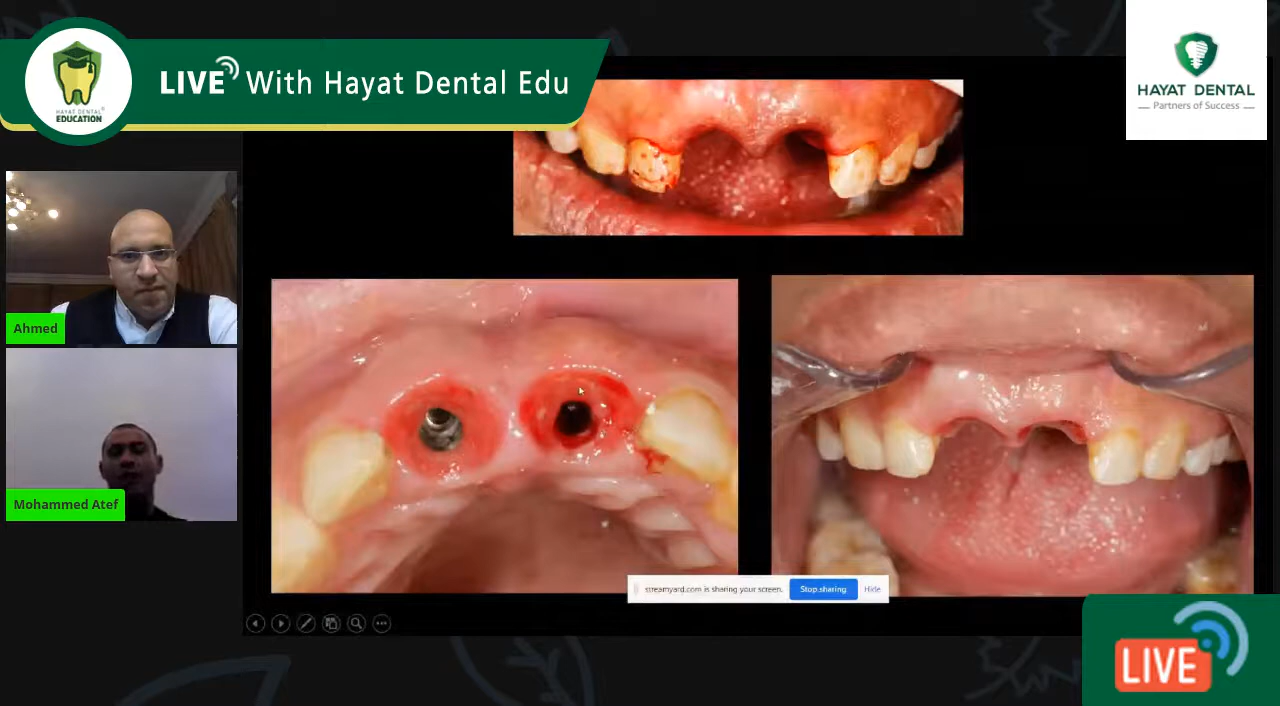 HAYAT DENTAL
EDUCATION
LIVE With Hayat Dental Edu
HAYAT DENTAL
Partners of Success
Ahmed
Mohammed Atef
streamyard.com is sharing your screen.
Stop sharing
Hide
LIVE